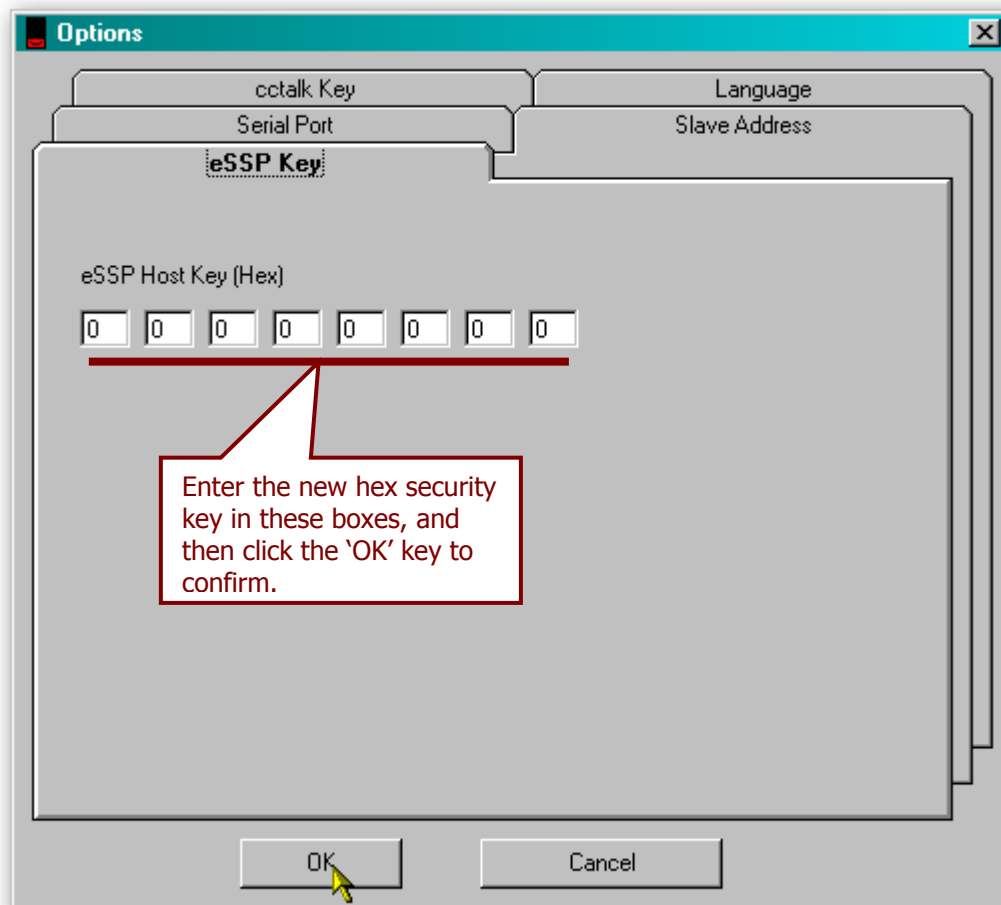 Options
cctalk Key
Language
Serial Port
Slave Address
eSSP Key
eSSP Host Key (Hex)
0 0 0 0 0 0 0 0
Enter the new hex security
key in these boxes, and
then click the ‘OK’ key to
confirm.
OK
Cancel